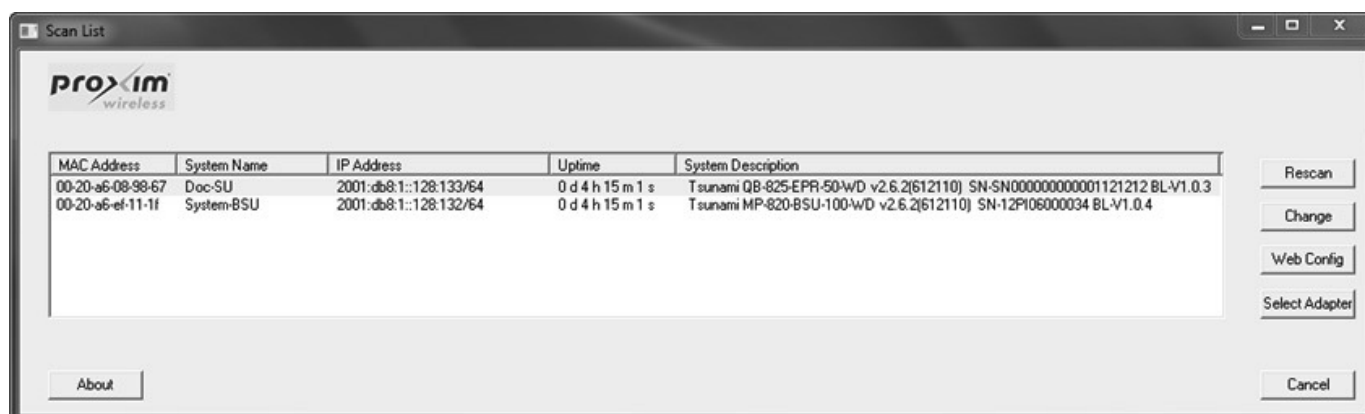 Scan List
proxim
wireless
MAC Address System Name IP Address Uptime System Description
00-20-a6-08-98-67 Doc-SU 2001:db8:1::128:133/64 0 d 4 h 15 m 1 s Tsunami QB-825-EPR-50-WD v2.6.2(612110) SN-SN000000000001121212 BL-V1.0.3
00-20-a6-ef-11-1f System-BSU 2001:db8:1::128:132/64 0 d 4 h 15 m 1 s Tsunami MP-820-BSU-100-WD v2.6.2(612110) SN-12PI06000034 BL-V1.0.4
Rescan
Change
Web Config
Select Adapter
About
Cancel